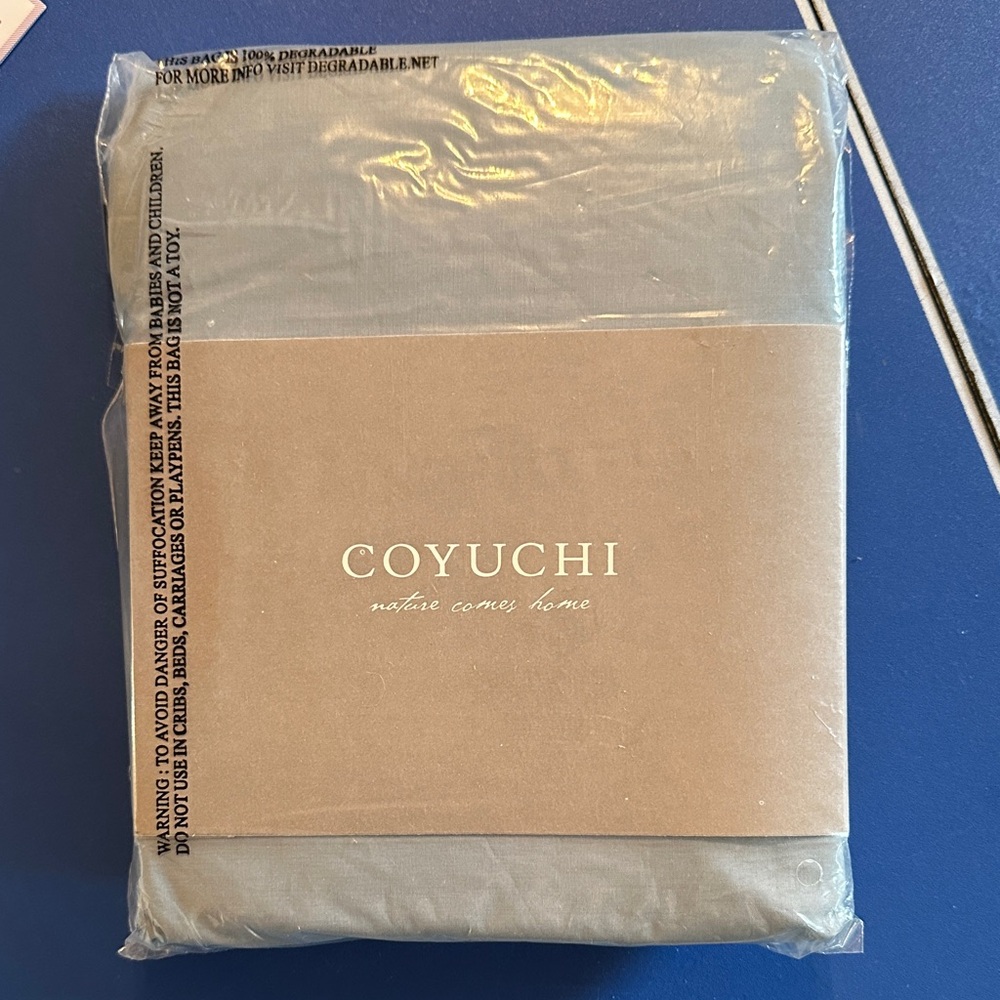 THIS BAG IS 100% DEGRADABLE
FOR MORE INFO VISIT DEGRADABLE.NET
WARNING : TO AVOID DANGER OF SUFFOCATION KEEP AWAY FROM BABIES AND CHILDREN.
DO NOT USE IN CRIBS, BEDS, CARRIAGES OR PLAYPENS. THIS BAG IS NOT A TOY.
COYUCHI
nature comes home